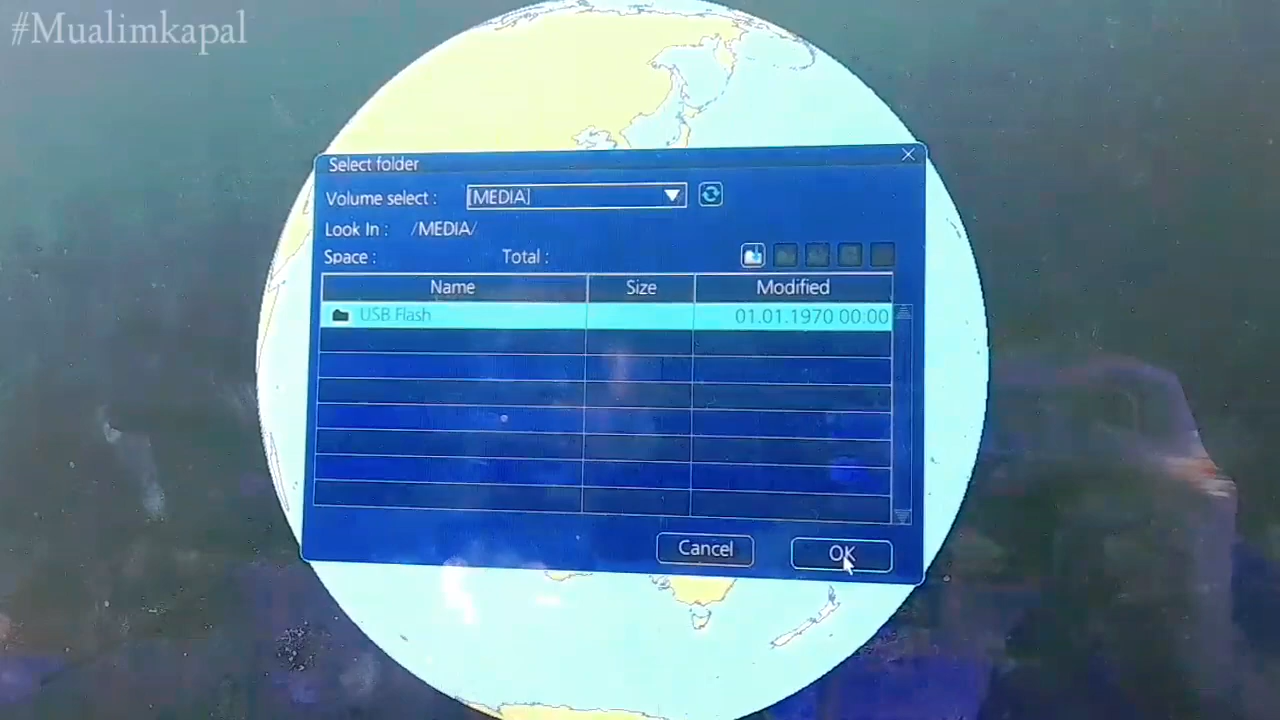 #Mualimkapal
Select folder
Volume select : [MEDIA]
Look In : /MEDIA/
Space : Total :
Name Size Modified
USB Flash 01.01.1970 00:00
Cancel OK